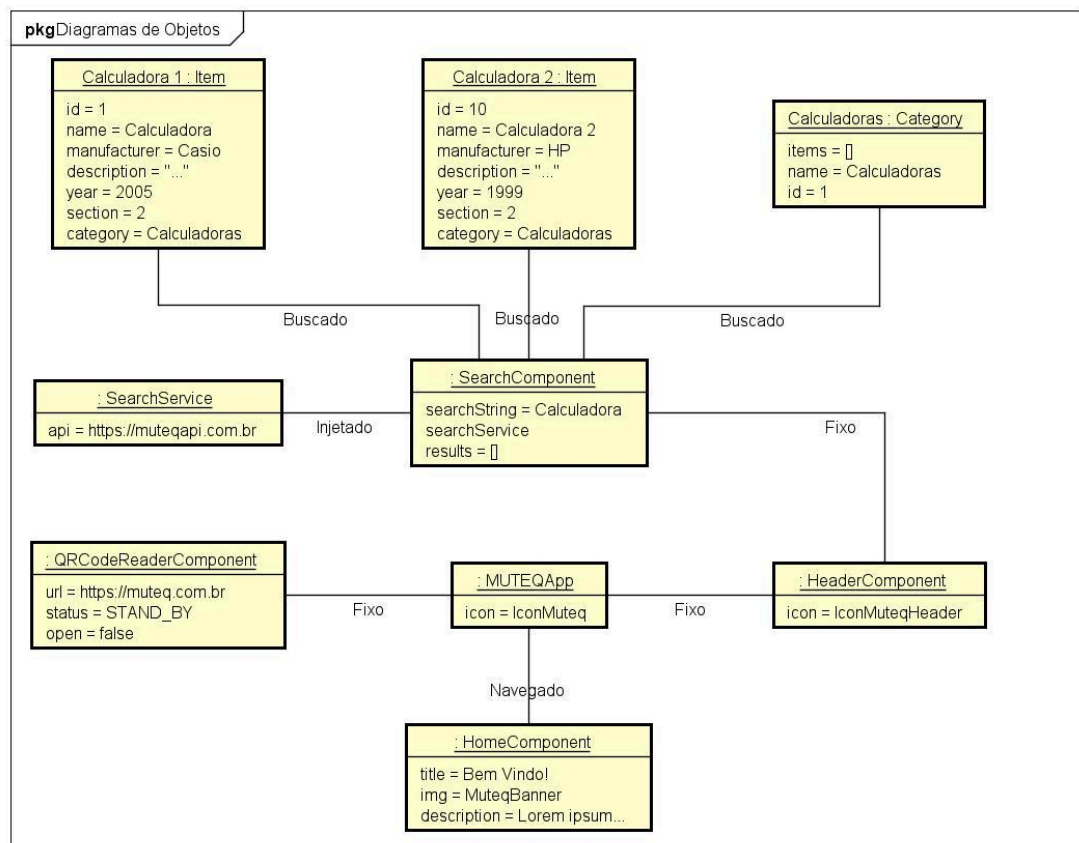 pkg Diagramas de Objetos
Calculadora 1 : Item
id = 1
name = Calculadora
manufacturer = Casio
description = "..."
year = 2005
section = 2
category = Calculadoras
Calculadora 2 : Item
id = 10
name = Calculadora 2
manufacturer = HP
description = "..."
year = 1999
section = 2
category = Calculadoras
Calculadoras : Category
items = []
name = Calculadoras
id = 1
Buscado
Buscado
Buscado
: SearchService
api = https://muteqapi.com.br
Injetado
: SearchComponent
searchString = Calculadora
searchService
results = []
Fixo
: QRCodeReaderComponent
url = https://muteq.com.br
status = STAND_BY
open = false
Fixo
: MUTEQApp
icon = IconMuteq
Fixo
: HeaderComponent
icon = IconMuteqHeader
Navegado
: HomeComponent
title = Bem Vindo!
img = MuteqBanner
description = Lorem ipsum...